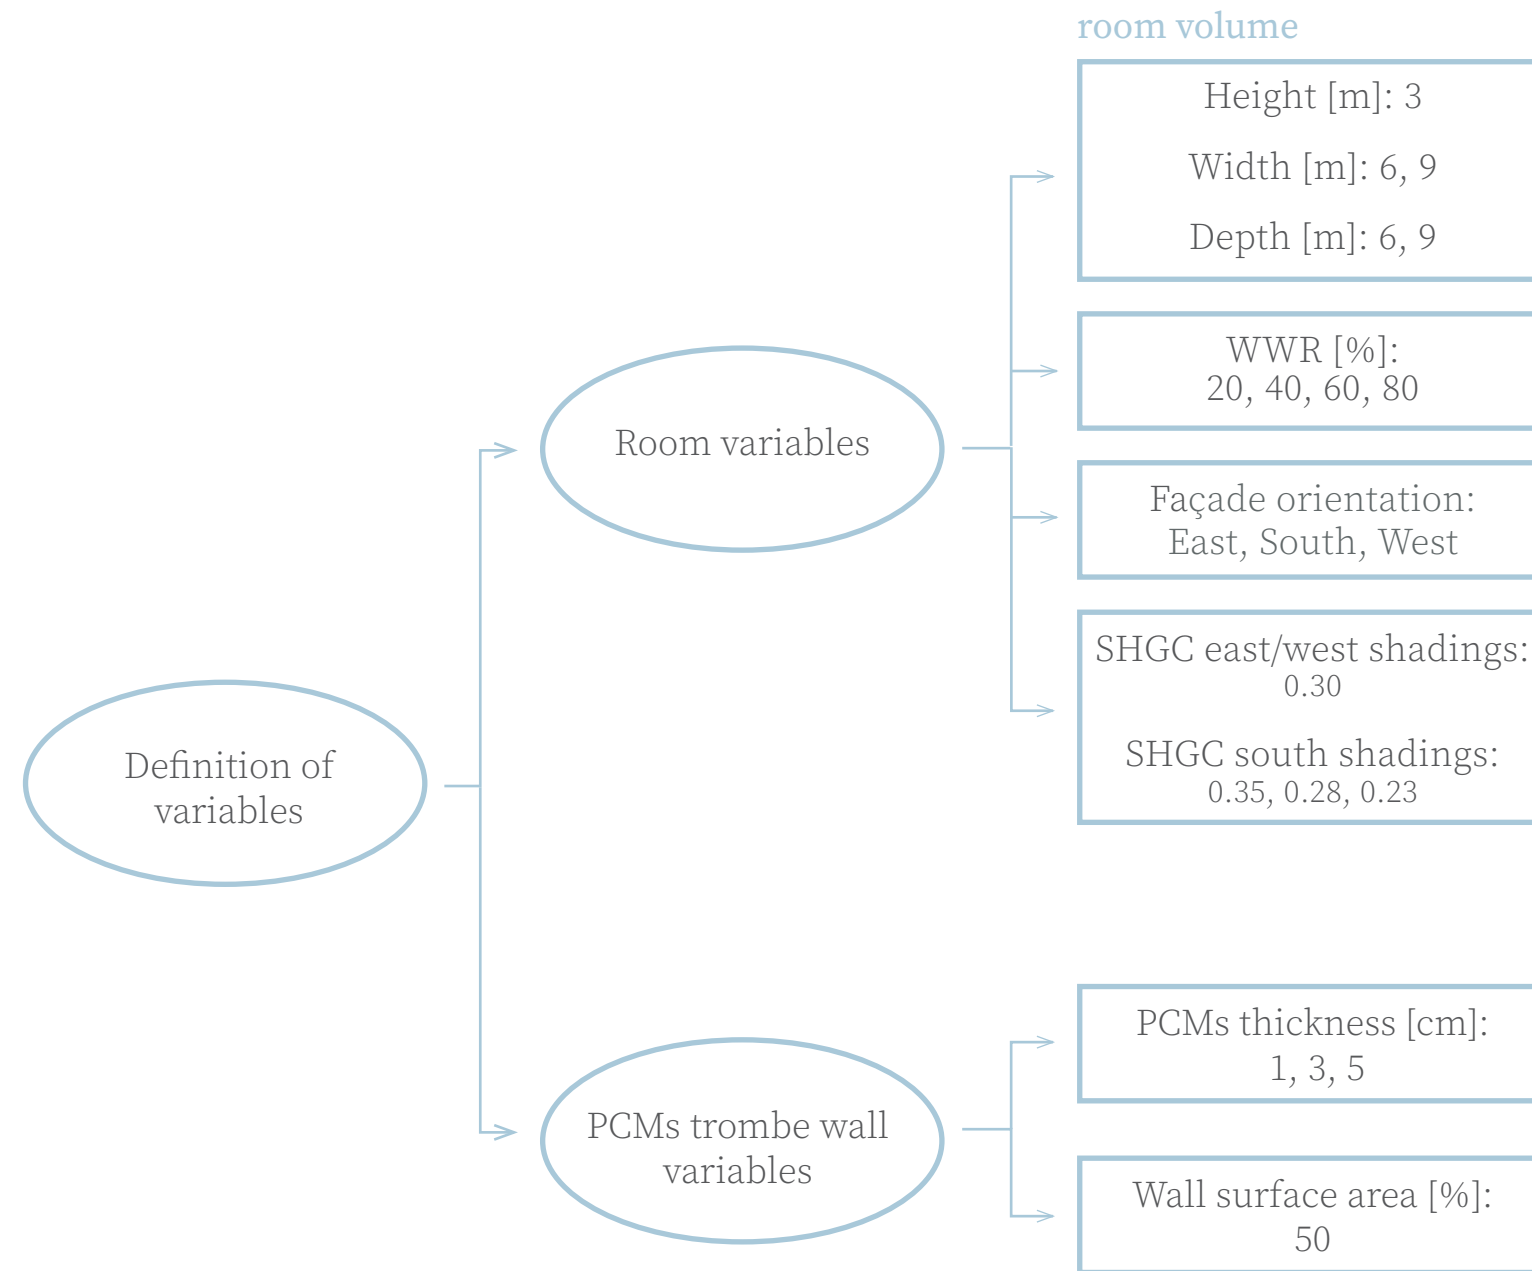 room volume
Height [m]: 3
Width [m]: 6, 9
Depth [m]: 6, 9
WWR [%]:
20, 40, 60, 80
Room variables
Façade orientation:
East, South, West
SHGC east/west shadings:
0.30
SHGC south shadings:
0.35, 0.28, 0.23
Definition of
variables
PCMs thickness [cm]:
1, 3, 5
PCMs trombe wall
variables
Wall surface area [%]:
50